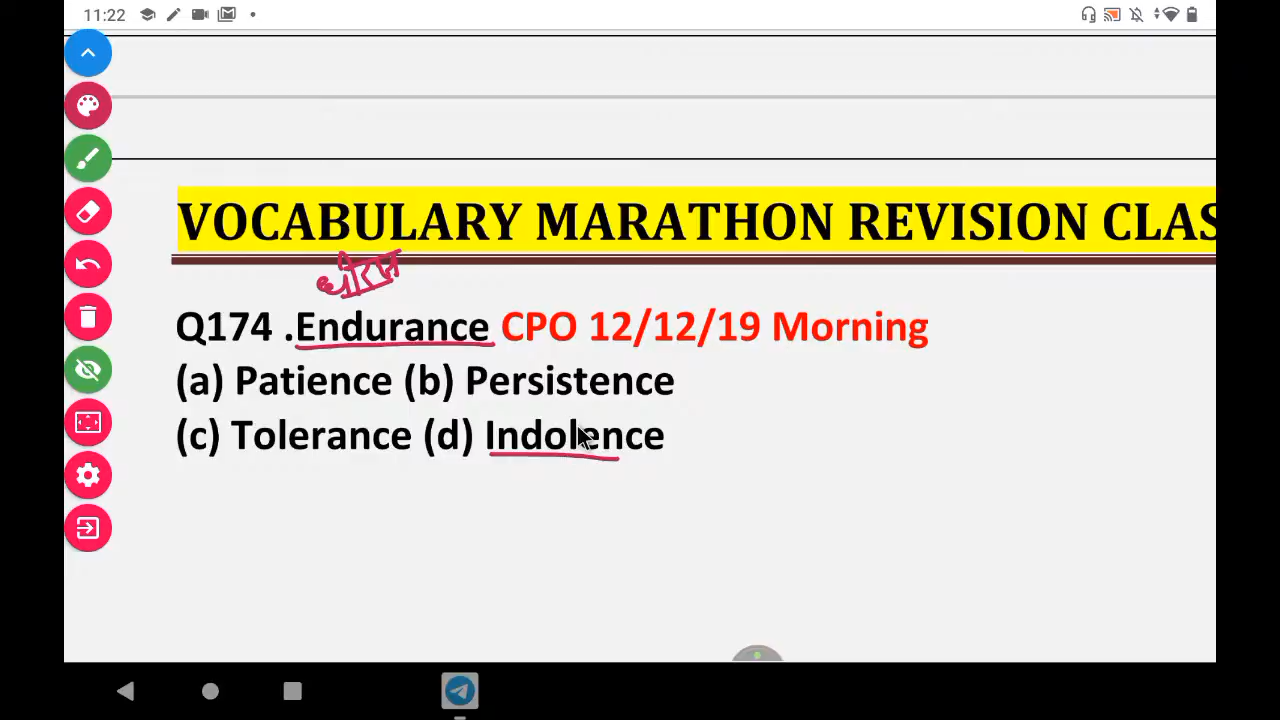 11:22
VOCABULARY MARATHON REVISION CLAS
Q174 .Endurance CPO 12/12/19 Morning
(a) Patience (b) Persistence
(c) Tolerance (d) Indolence